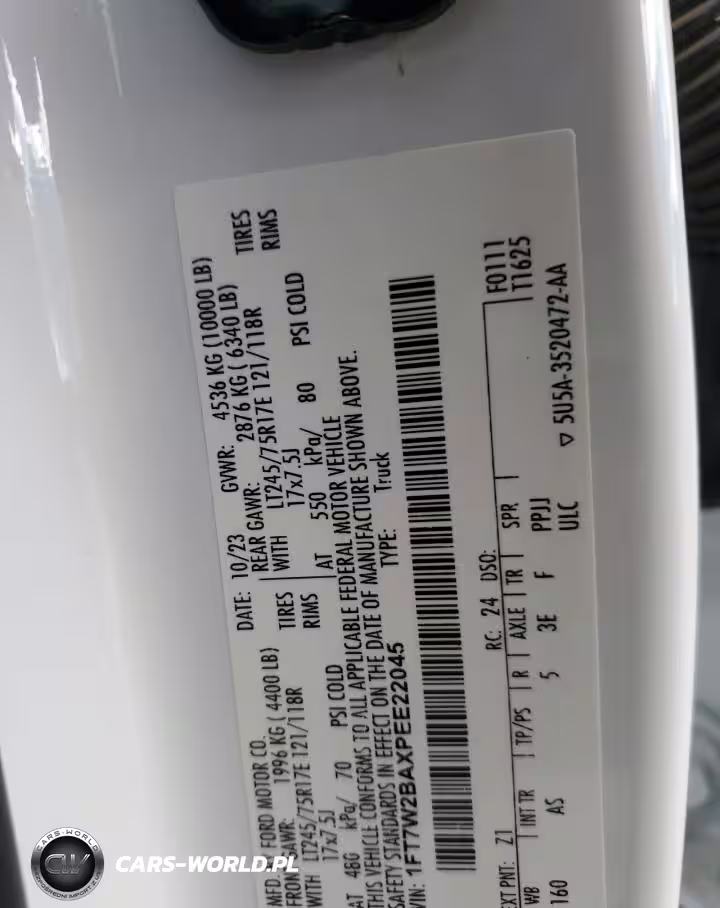 MFD. BY FORD MOTOR CO.
DATE: 10/23 GVWR: 4536 KG (10000 LB)
FRONT GAWR: 1996 KG ( 4400 LB) REAR GAWR: 2876 KG ( 6340 LB)
WITH LT245/75R17E 121/118R TIRES WITH LT245/75R17E 121/118R TIRES
17x7.5J RIMS 17x7.5J RIMS
AT 486 kPa/ 70 PSI COLD AT 550 kPa/ 80 PSI COLD
THIS VEHICLE CONFORMS TO ALL APPLICABLE FEDERAL MOTOR VEHICLE
SAFETY STANDARDS IN EFFECT ON THE DATE OF MANUFACTURE SHOWN ABOVE.
VIN: 1FT7W2BAXPEE22045 TYPE: Truck
EXT PNT: Z1 RC: 24 DSO: F0111
WB INT TR TP/PS R AXLE TR SPR T1625
160 AS 5 3E F PPJJ
ULC 5U5A-3520472-AA
CARS-WORLD.PL
CARS-WORLD
CW